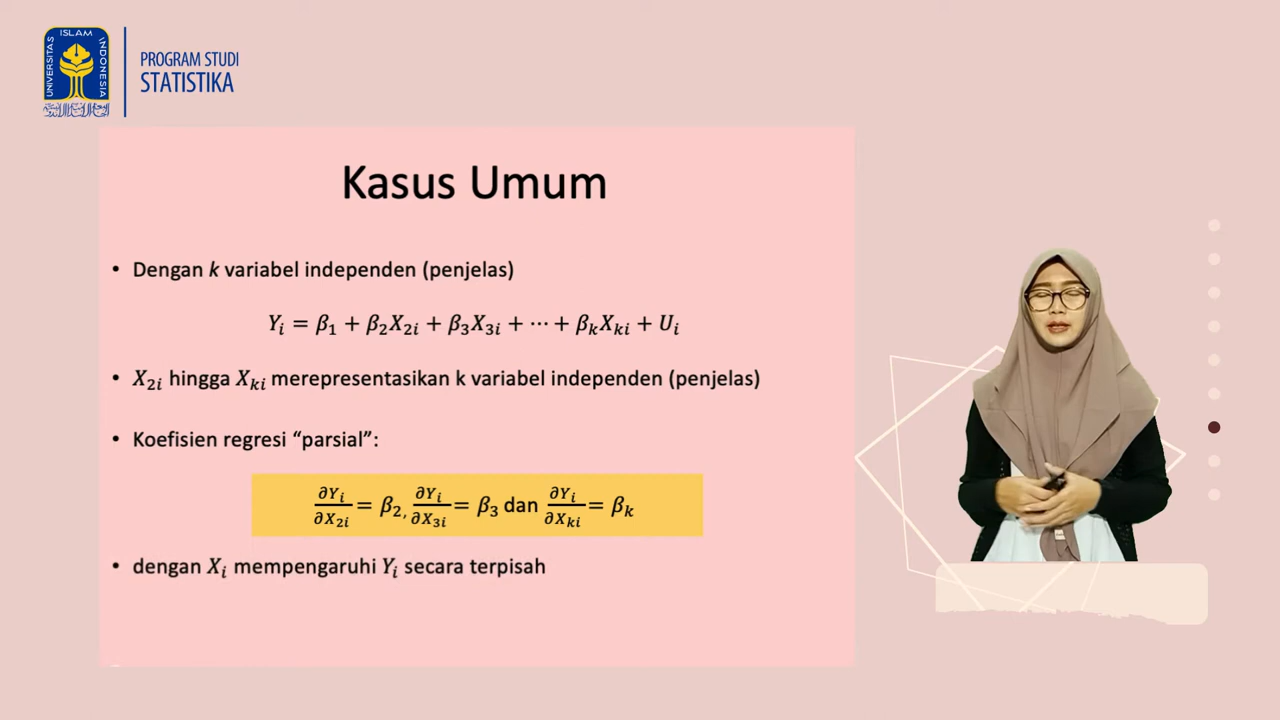 UNIVERSITAS ISLAM INDONESIA
PROGRAM STUDI
STATISTIKA
Kasus Umum
• Dengan k variabel independen (penjelas)
Yᵢ = β₁ + β₂X₂ᵢ + β₃X₃ᵢ + ⋯ + βₖXₖᵢ + Uᵢ
• X₂ᵢ hingga Xₖᵢ merepresentasikan k variabel independen (penjelas)
• Koefisien regresi “parsial”:
∂Yᵢ/∂X₂ᵢ = β₂, ∂Yᵢ/∂X₃ᵢ = β₃ dan ∂Yᵢ/∂Xₖᵢ = βₖ
• dengan Xᵢ mempengaruhi Yᵢ secara terpisah